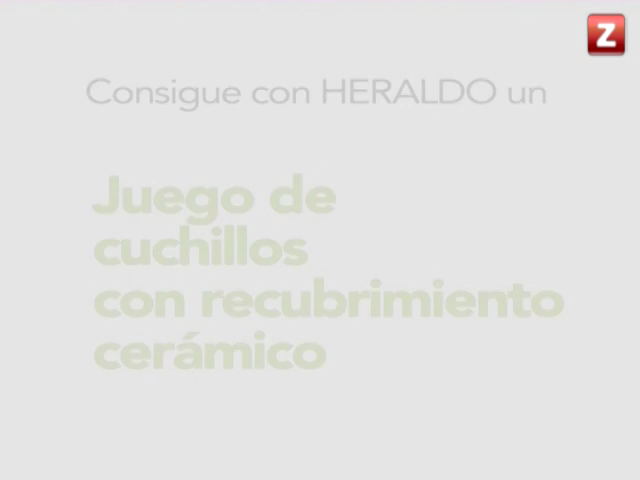 Z
Consigue con HERALDO un
Juego de
cuchillos
con recubrimiento
cerámico